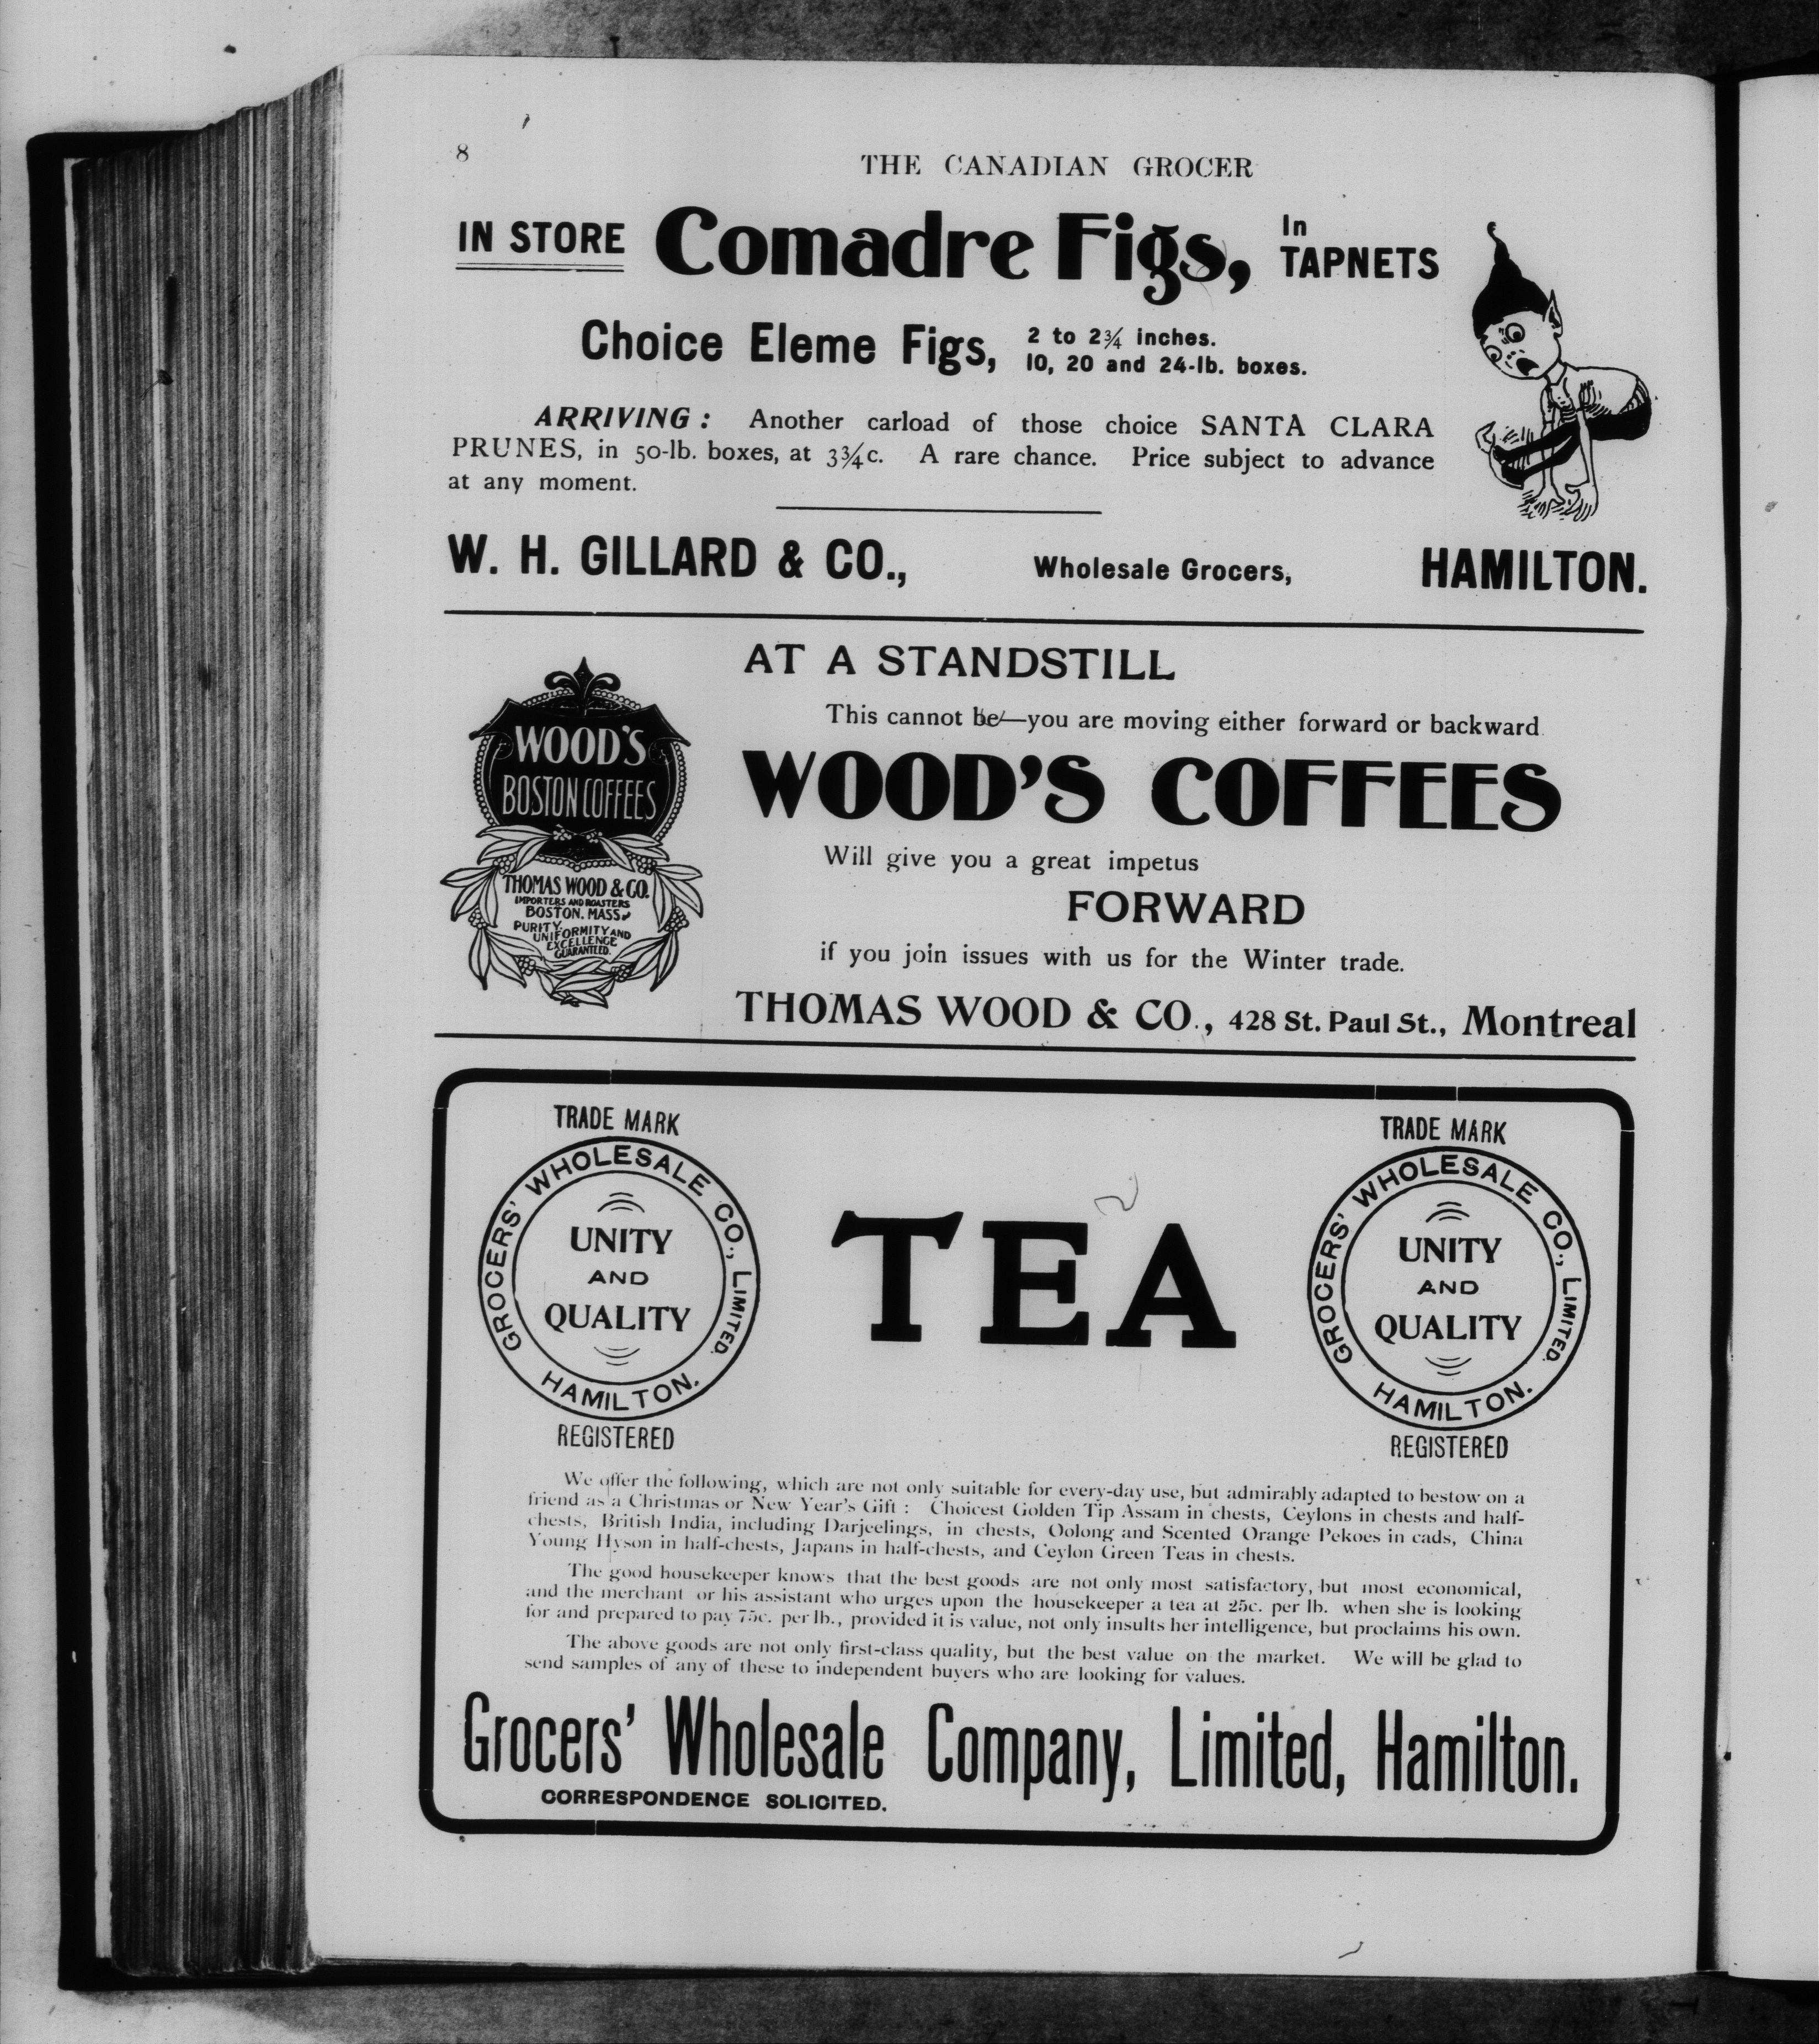 8
THE CANADIAN GROCER
IN STORE Comadre Figs, In TAPNETS
Choice Eleme Figs, 2 to 2¾ inches.
10, 20 and 24-lb. boxes.
ARRIVING: Another carload of those choice SANTA CLARA
PRUNES, in 50-lb. boxes, at 3¾c. A rare chance. Price subject to advance
at any moment.
W. H. GILLARD & CO., Wholesale Grocers, HAMILTON.
WOOD'S
BOSTON COFFEES
THOMAS WOOD & CO.
IMPORTERS AND ROASTERS
BOSTON, MASS.
PURITY
UNIFORMITY AND
EXCELLENCE
GUARANTEED.
AT A STANDSTILL
This cannot be—you are moving either forward or backward
WOOD'S COFFEES
Will give you a great impetus
FORWARD
if you join issues with us for the Winter trade.
THOMAS WOOD & CO., 428 St. Paul St., Montreal
TRADE MARK
GROCERS' WHOLESALE CO., LIMITED.
UNITY
AND
QUALITY
HAMILTON.
REGISTERED
TEA
TRADE MARK
GROCERS' WHOLESALE CO., LIMITED.
UNITY
AND
QUALITY
HAMILTON.
REGISTERED
We offer the following, which are not only suitable for every-day use, but admirably adapted to bestow on a
friend as a Christmas or New Year's Gift: Choicest Golden Tip Assam in chests, Ceylons in chests and half-
chests, British India, including Darjeelings, in chests, Oolong and Scented Orange Pekoes in cads, China
Young Hyson in half-chests, Japans in half-chests, and Ceylon Green Teas in chests.
The good housekeeper knows that the best goods are not only most satisfactory, but most economical,
and the merchant or his assistant who urges upon the housekeeper a tea at 25c. per lb. when she is looking
for and prepared to pay 75c. per lb., provided it is value, not only insults her intelligence, but proclaims his own.
The above goods are not only first-class quality, but the best value on the market. We will be glad to
send samples of any of these to independent buyers who are looking for values.
Grocers' Wholesale Company, Limited, Hamilton.
CORRESPONDENCE SOLICITED.